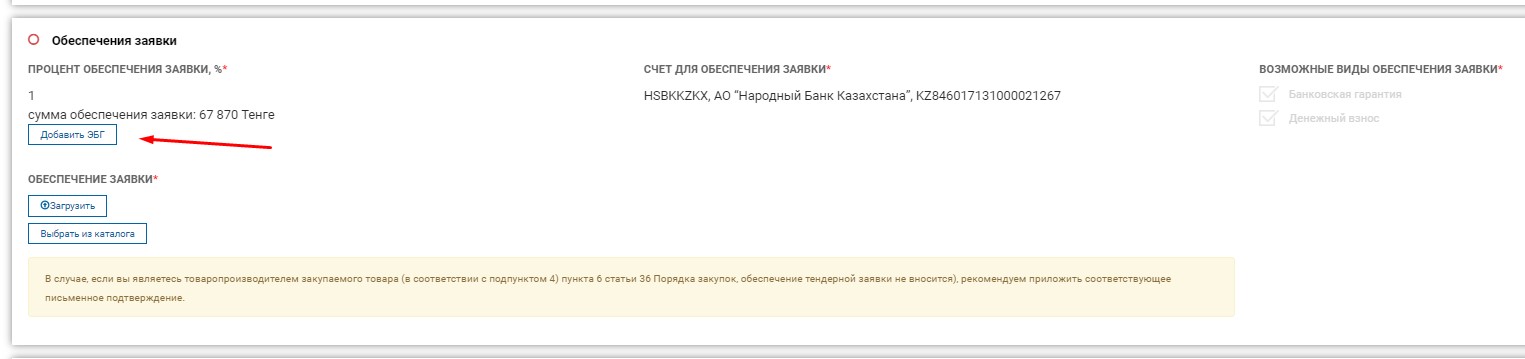 Обеспечения заявки
ПРОЦЕНТ ОБЕСПЕЧЕНИЯ ЗАЯВКИ, %*
1
сумма обеспечения заявки: 67 870 Тенге
Добавить ЭБГ
СЧЕТ ДЛЯ ОБЕСПЕЧЕНИЯ ЗАЯВКИ*
HSBKKZKX, АО “Народный Банк Казахстана”, KZ846017131000021267
ВОЗМОЖНЫЕ ВИДЫ ОБЕСПЕЧЕНИЯ ЗАЯВКИ*
Банковская гарантия
Денежный взнос
ОБЕСПЕЧЕНИЕ ЗАЯВКИ*
Загрузить
Выбрать из каталога
В случае, если вы являетесь товаропроизводителем закупаемого товара (в соответствии с подпунктом 4) пункта 6 статьи 36 Порядка закупок, обеспечение тендерной заявки не вносится), рекомендуем приложить соответствующее
письменное подтверждение.